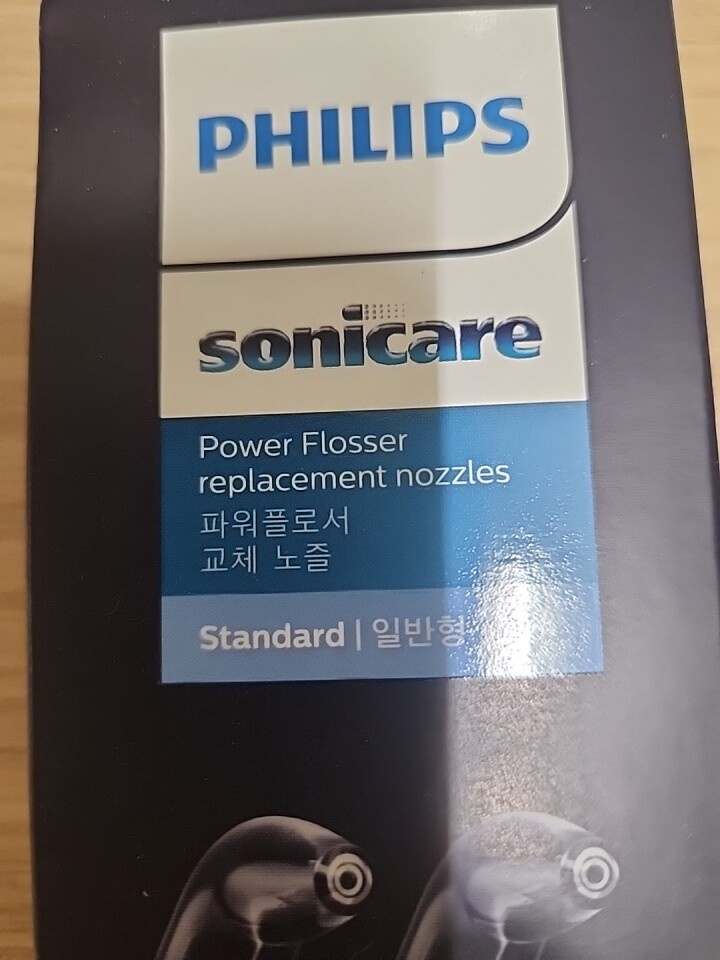 PHILIPS
sonicare
Power Flosser
replacement nozzles
파워플로서
교체 노즐
Standard | 일반형